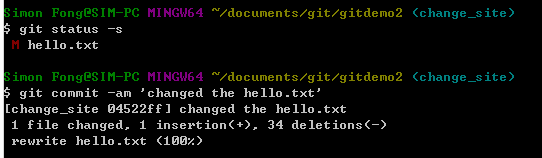 Simon Fong@SIM-PC MINGW64 ~/documents/git/gitdemo2 (change_site)
$ git status -s
 M hello.txt
Simon Fong@SIM-PC MINGW64 ~/documents/git/gitdemo2 (change_site)
$ git commit -am 'changed the hello.txt'
[change_site 04522ff] changed the hello.txt
 1 file changed, 1 insertion(+), 34 deletions(-)
 rewrite hello.txt (100%)